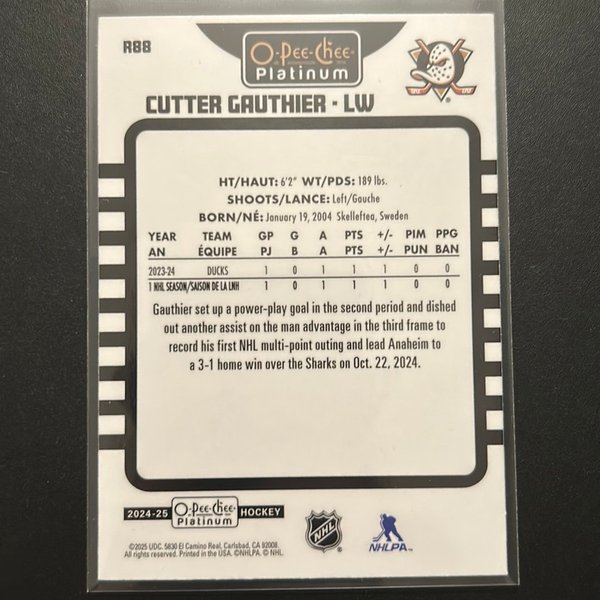 R88
O-Pee-Chee
Platinum
CUTTER GAUTHIER · LW
HT/HAUT: 6'2" WT/PDS: 189 lbs.
SHOOTS/LANCE: Left/Gauche
BORN/NÉ: January 19, 2004 Skelleftea, Sweden
YEAR TEAM GP G A PTS +/- PIM PPG
AN ÉQUIPE PJ B A PTS +/- PUN BAN
2023-24 DUCKS 1 0 1 1 1 0 0
1 NHL SEASON/SAISON DE LA LNH 1 0 1 1 1 0 0
Gauthier set up a power-play goal in the second period and dished
out another assist on the man advantage in the third frame to
record his first NHL multi-point outing and lead Anaheim to
a 3-1 home win over the Sharks on Oct. 22, 2024.
2024-25 O-Pee-Chee Platinum HOCKEY
NHL
NHLPA
©2025 UDC. 5830 El Camino Real, Carlsbad, CA 92008.
All rights reserved. Printed in the USA. ©NHLPA. © NHL.